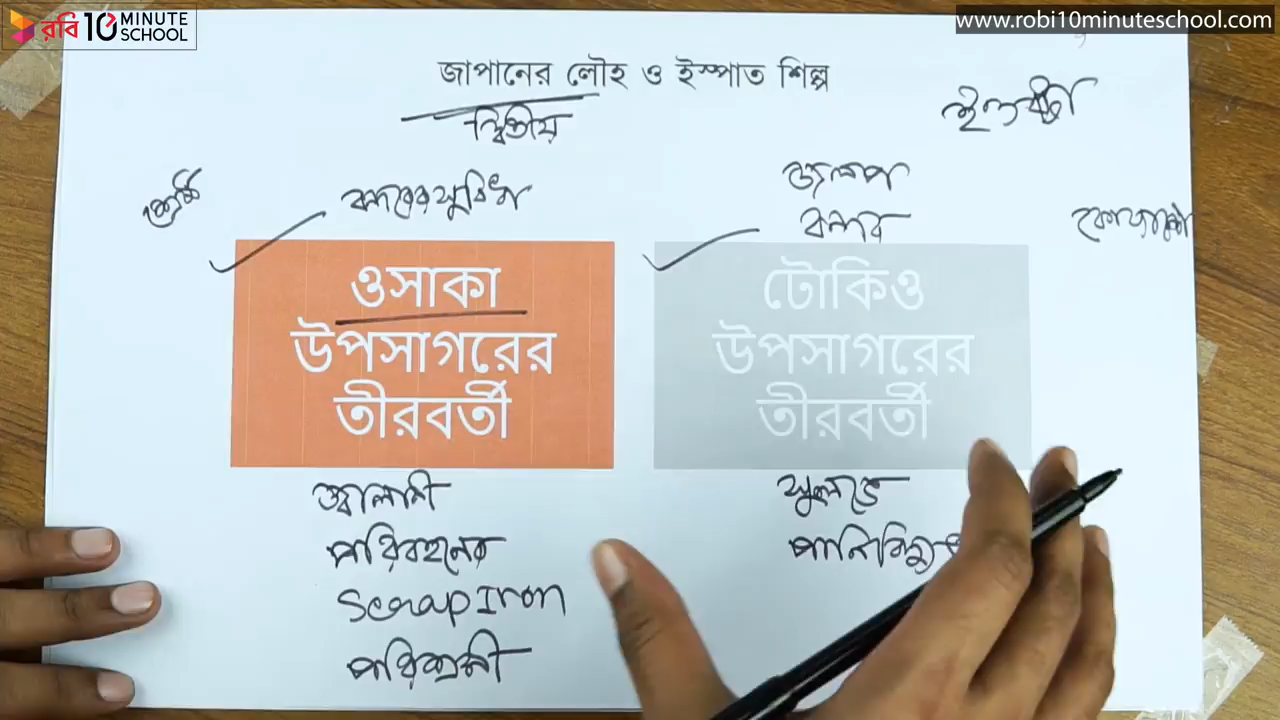 রবি 10 MINUTE SCHOOL
www.robi10minuteschool.com
জাপানের লৌহ ও ইস্পাত শিল্প
দ্বিতীয়
বন্দরের সুবিধা
বন্দর
ওসাকা
উপসাগরের
তীরবর্তী
টোকিও
উপসাগরের
তীরবর্তী
জ্বালানী
পরিবহনের
Scrap Iron
পরিশ্রমী
সুলভে
পানিবিদ্যুৎ